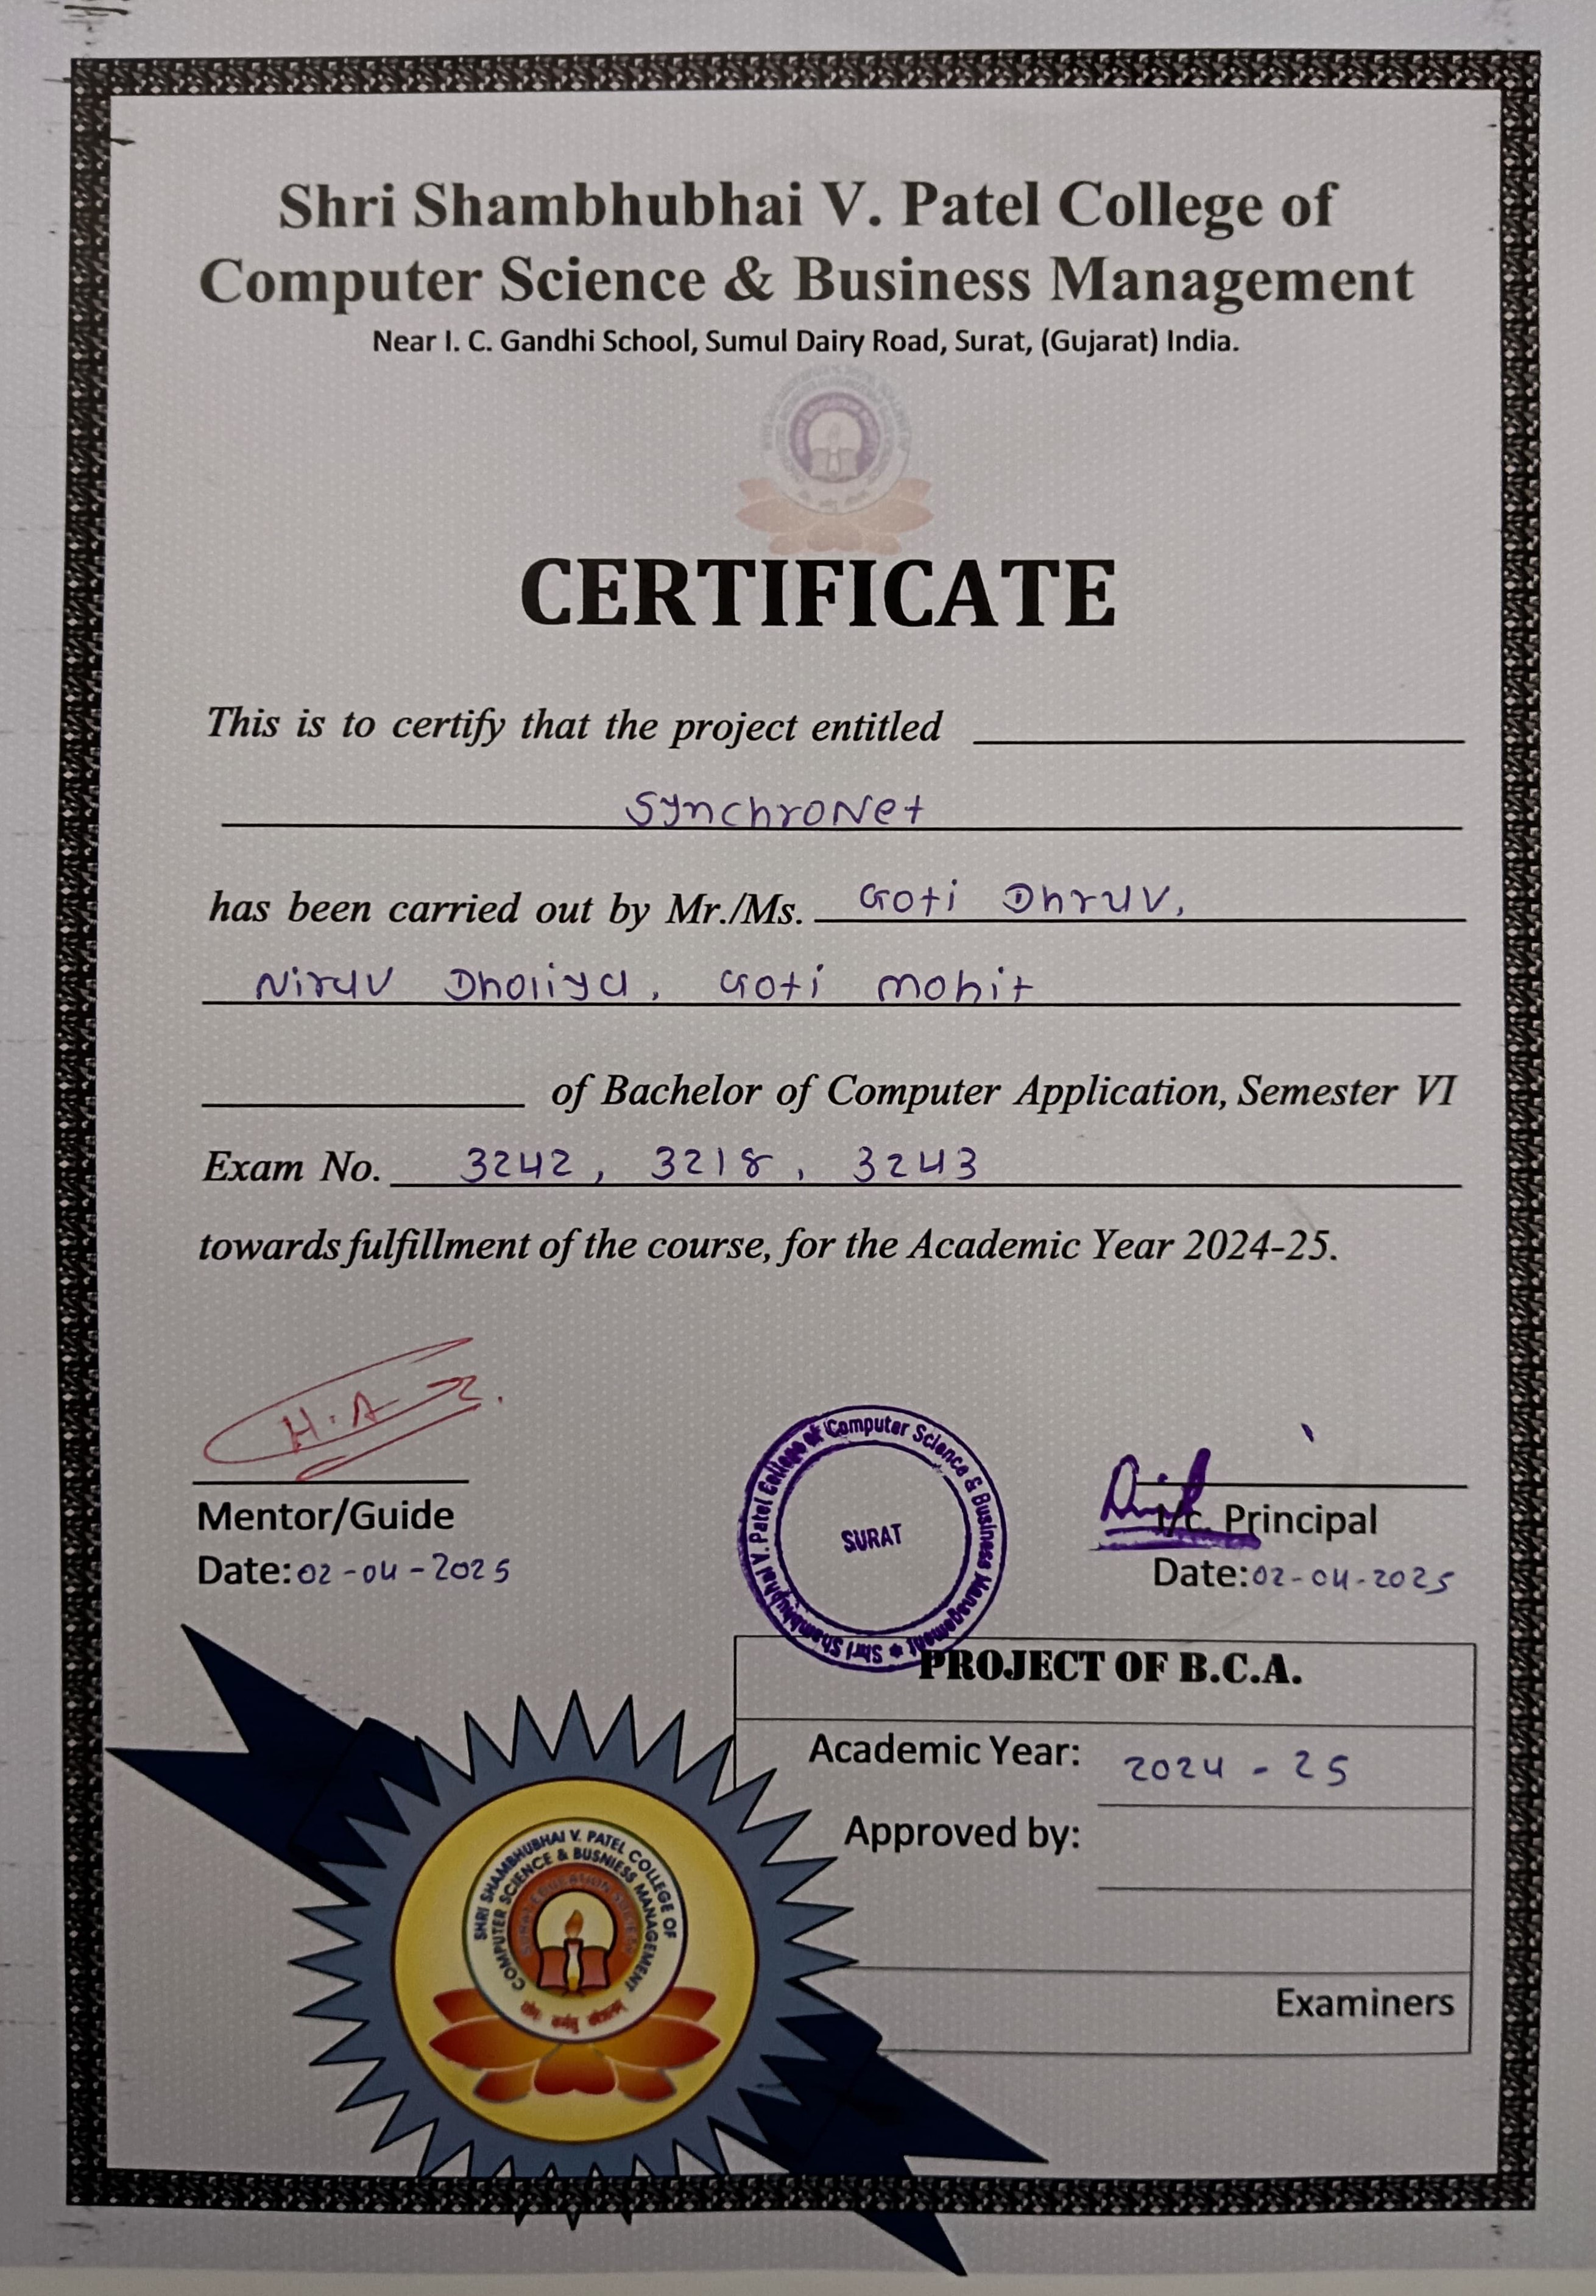 Shri Shambhubhai V. Patel College of
Computer Science & Business Management
Near I. C. Gandhi School, Sumul Dairy Road, Surat, (Gujarat) India.
CERTIFICATE
This is to certify that the project entitled
SynchroNet
has been carried out by Mr./Ms. Goti Dhruv,
Nirav Dholiya, Goti mohit
of Bachelor of Computer Application, Semester VI
Exam No. 3242, 3218, 3243
towards fulfillment of the course, for the Academic Year 2024-25.
H.A
Mentor/Guide
Date: 02-04-2025
Shri Shambhubhai V. Patel College of Computer Science & Business Management
SURAT
I/c. Principal
Date: 02-04-2025
PROJECT OF B.C.A.
Academic Year: 2024-25
Approved by:
Examiners
SHRI SHAMBHUBHAI V. PATEL COLLEGE OF
COMPUTER SCIENCE & BUSNIESS MANAGEMENT